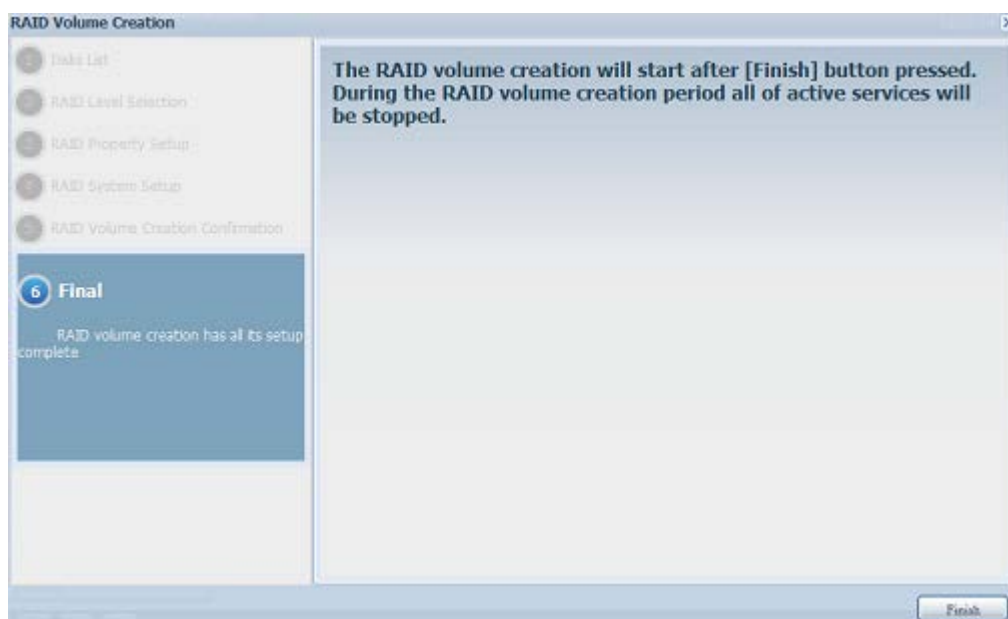 RAID Volume Creation
Disks List
RAID Level Selection
RAID Property Setup
RAID System Setup
RAID Volume Creation Confirmation
6 Final
RAID volume creation has all its setup
complete
The RAID volume creation will start after [Finish] button pressed.
During the RAID volume creation period all of active services will
be stopped.
Finish